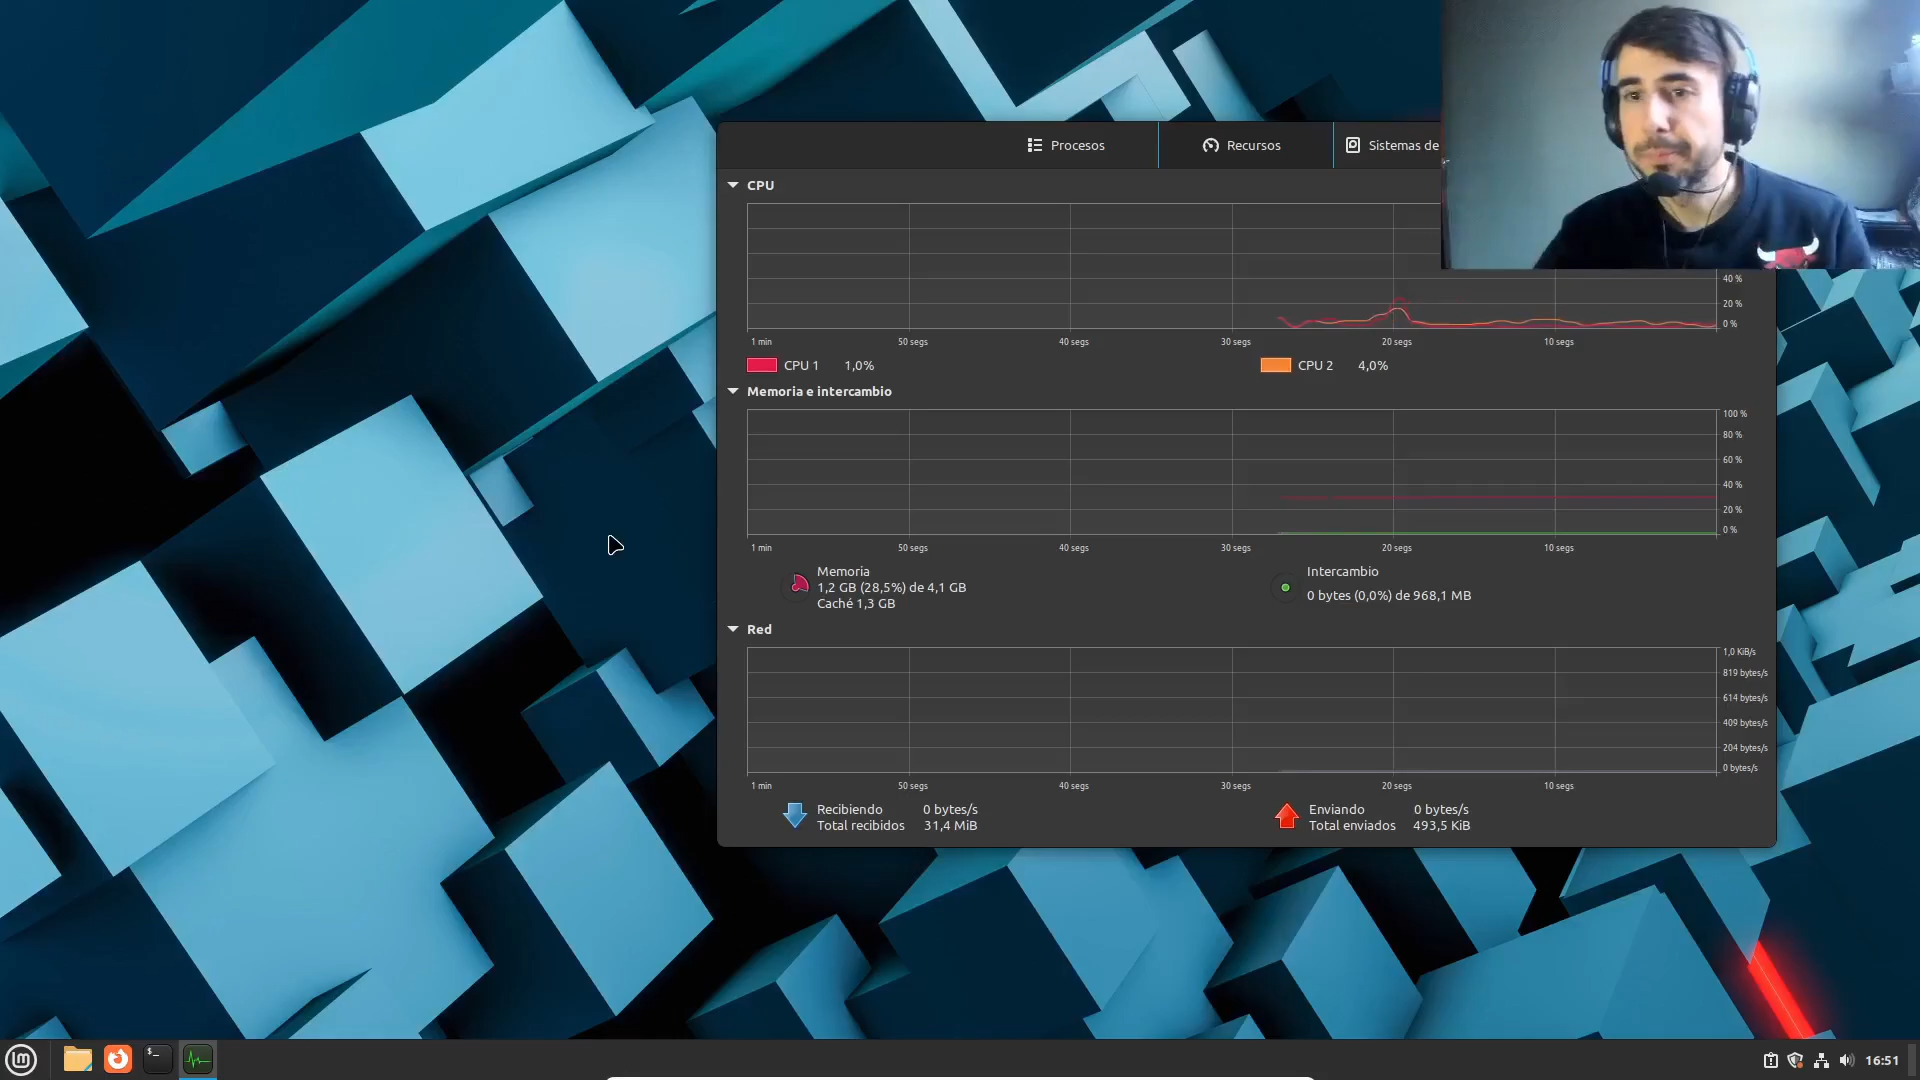 Procesos
Recursos
Sistemas de
CPU
40 %
20 %
0 %
1 min 50 segs 40 segs 30 segs 20 segs 10 segs
CPU 1 1,0%
CPU 2 4,0%
Memoria e intercambio
100 %
80 %
60 %
40 %
20 %
0 %
1 min 50 segs 40 segs 30 segs 20 segs 10 segs
Memoria
1,2 GB (28,5%) de 4,1 GB
Caché 1,3 GB
Intercambio
0 bytes (0,0%) de 968,1 MB
Red
1,0 KiB/s
819 bytes/s
614 bytes/s
409 bytes/s
204 bytes/s
0 bytes/s
1 min 50 segs 40 segs 30 segs 20 segs 10 segs
Recibiendo 0 bytes/s
Total recibidos 31,4 MiB
Enviando 0 bytes/s
Total enviados 493,5 KiB
16:51